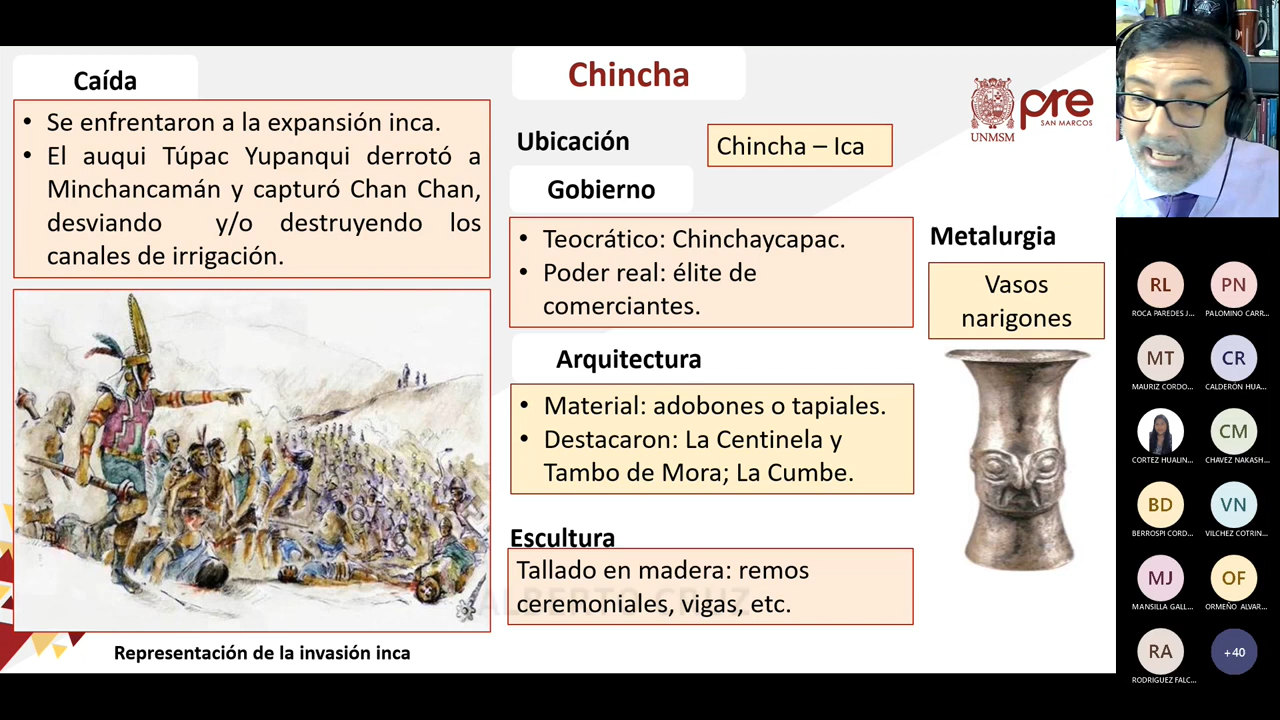 Caída
• Se enfrentaron a la expansión inca.
• El auqui Túpac Yupanqui derrotó a
Minchancamán y capturó Chan Chan,
desviando y/o destruyendo los
canales de irrigación.
Representación de la invasión inca
Chincha
Ubicación
Chincha – Ica
Gobierno
• Teocrático: Chinchaycapac.
• Poder real: élite de
comerciantes.
Arquitectura
• Material: adobones o tapiales.
• Destacaron: La Centinela y
Tambo de Mora; La Cumbe.
Escultura
Tallado en madera: remos
ceremoniales, vigas, etc.
ALBERTO CRUZ
UNMSM
pre
SAN MARCOS
Metalurgia
Vasos
narigones
RL
ROCA PAREDES J...
PN
PALOMINO CARR...
MT
MAURIZ CORDO...
CR
CALDERÓN HUA...
CORTEZ HUALIN...
CM
CHAVEZ NAKASH...
BD
BERROSPI CORD...
VN
VILCHEZ COTRIN...
MJ
MANSILLA GALL...
OF
ORMEÑO ALVAR...
RA
RODRIGUEZ FALC...
+40